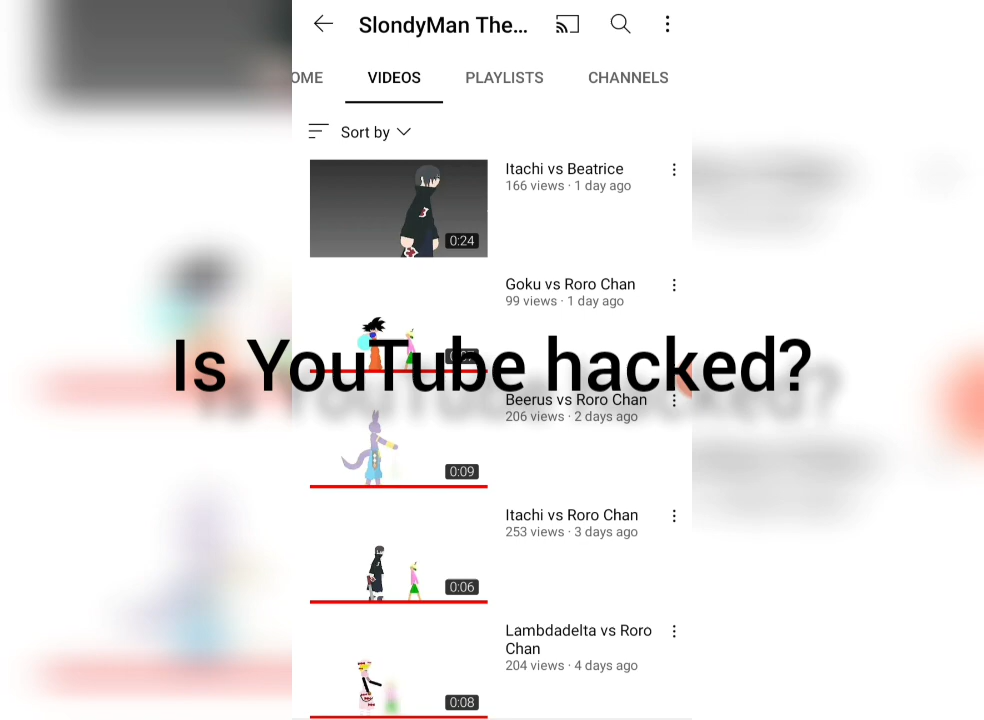 SlondyMan The...
OME VIDEOS PLAYLISTS CHANNELS
Sort by
Itachi vs Beatrice
166 views · 1 day ago
0:24
Goku vs Roro Chan
99 views · 1 day ago
Is YouTube hacked?
Beerus vs Roro Chan
206 views · 2 days ago
0:09
Itachi vs Roro Chan
253 views · 3 days ago
0:06
Lambdadelta vs Roro
Chan
204 views · 4 days ago
0:08